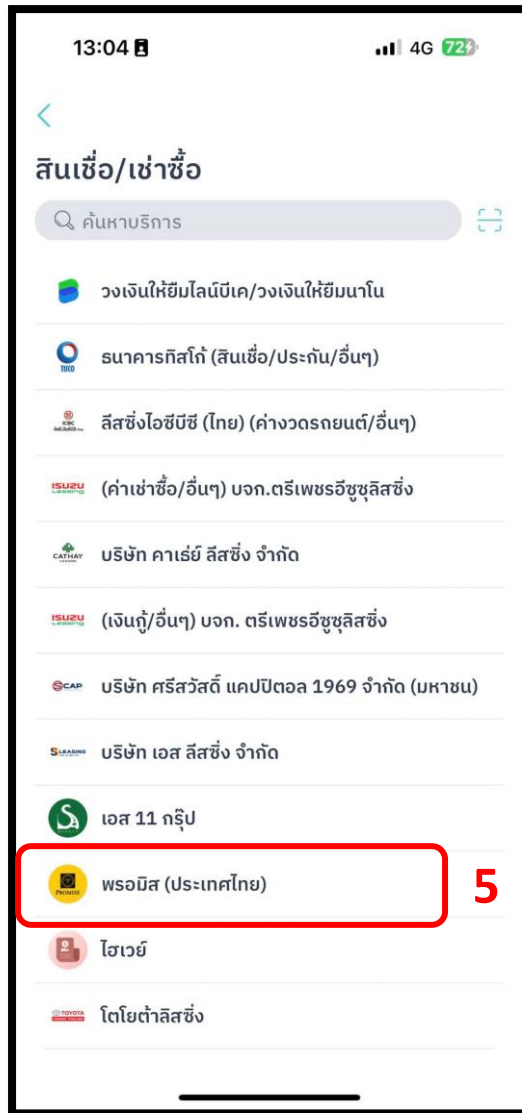 13:04 4G 72
สินเชื่อ/เช่าซื้อ
ค้นหาบริการ
วงเงินให้ยืมไลน์บีเค/วงเงินให้ยืมนาโน
TISCO ธนาคารทิสโก้ (สินเชื่อ/ประกัน/อื่นๆ)
ICBC ลีสซิ่งไอซีบีซี (ไทย) (ค่างวดรถยนต์/อื่นๆ)
ISUZU Leasing (ค่าเช่าซื้อ/อื่นๆ) บจก.ตรีเพชรอีซูซุลิสซิ่ง
CATHAY LEASING บริษัท คาเธ่ย์ ลีสซิ่ง จำกัด
ISUZU Leasing (เงินกู้/อื่นๆ) บจก. ตรีเพชรอีซูซุลิสซิ่ง
SCAP บริษัท ศรีสวัสดิ์ แคปปิตอล 1969 จำกัด (มหาชน)
S LEASING บริษัท เอส ลีสซิ่ง จำกัด
เอส 11 กรุ๊ป
PROMISE พรอมิส (ประเทศไทย) 5
ไฮเวย์
TOYOTA โตโยต้าลิสซิ่ง